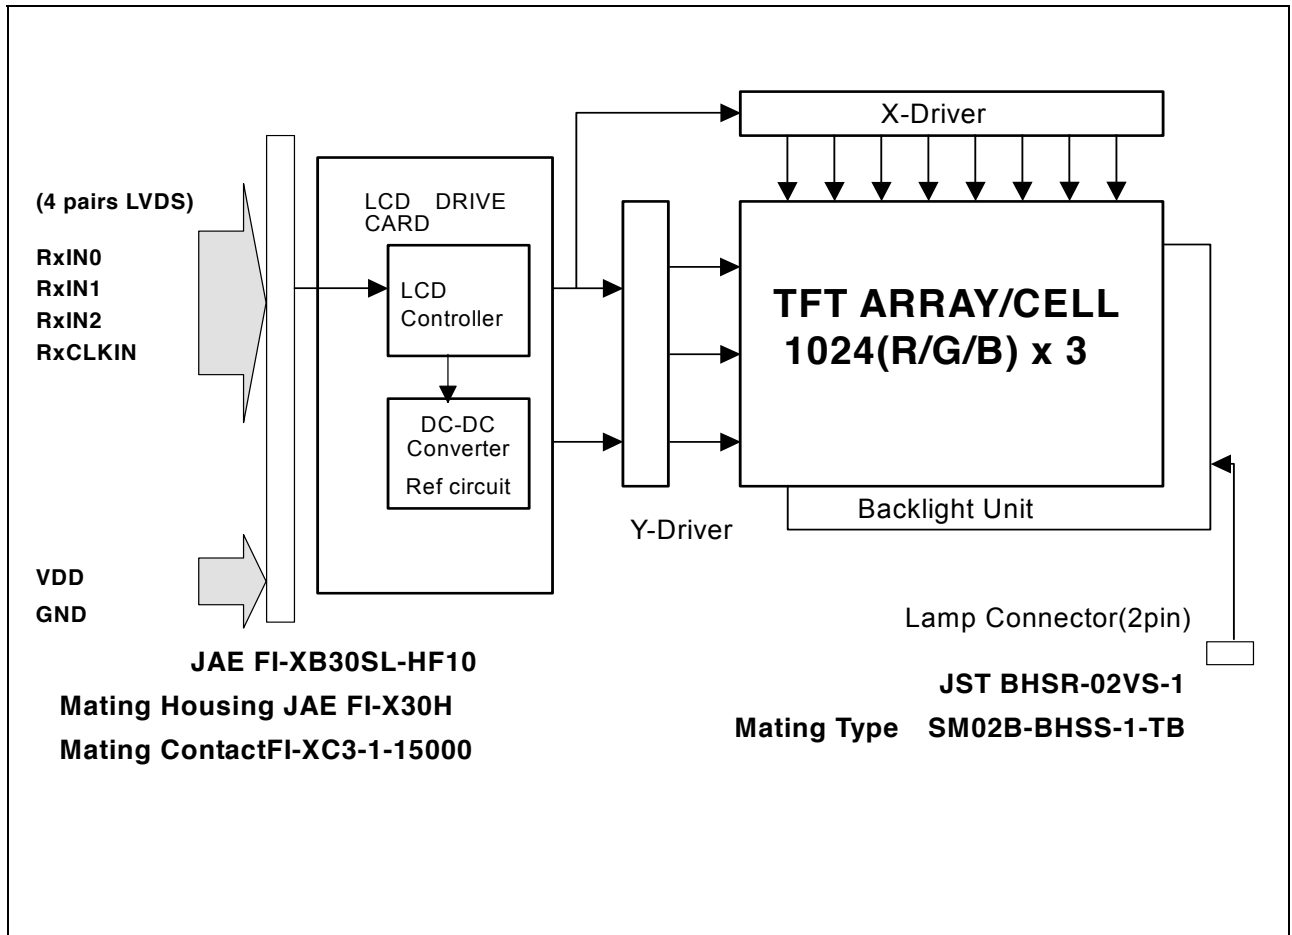 X-Driver
(4 pairs LVDS)
RxIN0
RxIN1
RxIN2
RxCLKIN
LCD DRIVE
CARD
LCD
Controller
DC-DC
Converter
Ref circuit
TFT ARRAY/CELL
1024(R/G/B) x 3
Backlight Unit
Y-Driver
VDD
GND
Lamp Connector(2pin)
JAE FI-XB30SL-HF10
Mating Housing JAE FI-X30H
Mating ContactFI-XC3-1-15000
JST BHSR-02VS-1
Mating Type SM02B-BHSS-1-TB